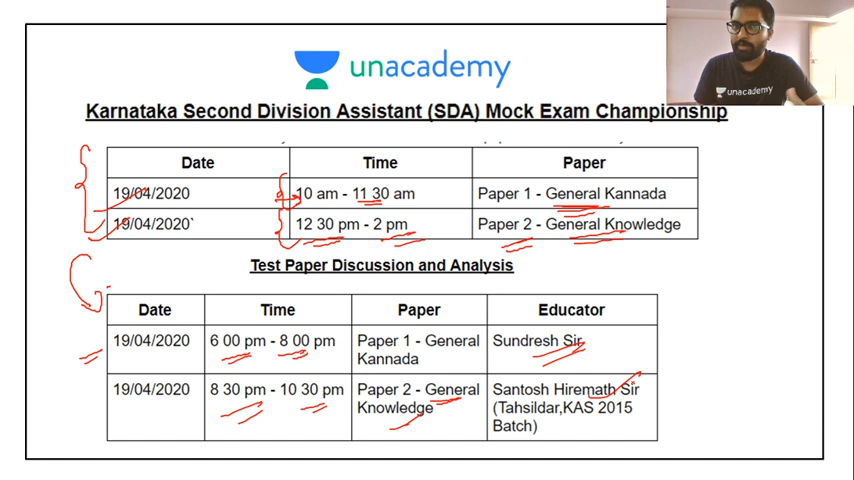 unacademy
unacademy
Karnataka Second Division Assistant (SDA) Mock Exam Championship
Date Time Paper
19/04/2020 10 am - 11 30 am Paper 1 - General Kannada
19/04/2020` 12 30 pm - 2 pm Paper 2 - General Knowledge
Test Paper Discussion and Analysis
Date Time Paper Educator
19/04/2020 6 00 pm - 8 00 pm Paper 1 - General Sundresh Sir
Kannada
19/04/2020 8 30 pm - 10 30 pm Paper 2 - General Santosh Hiremath Sir
Knowledge (Tahsildar,KAS 2015
Batch)